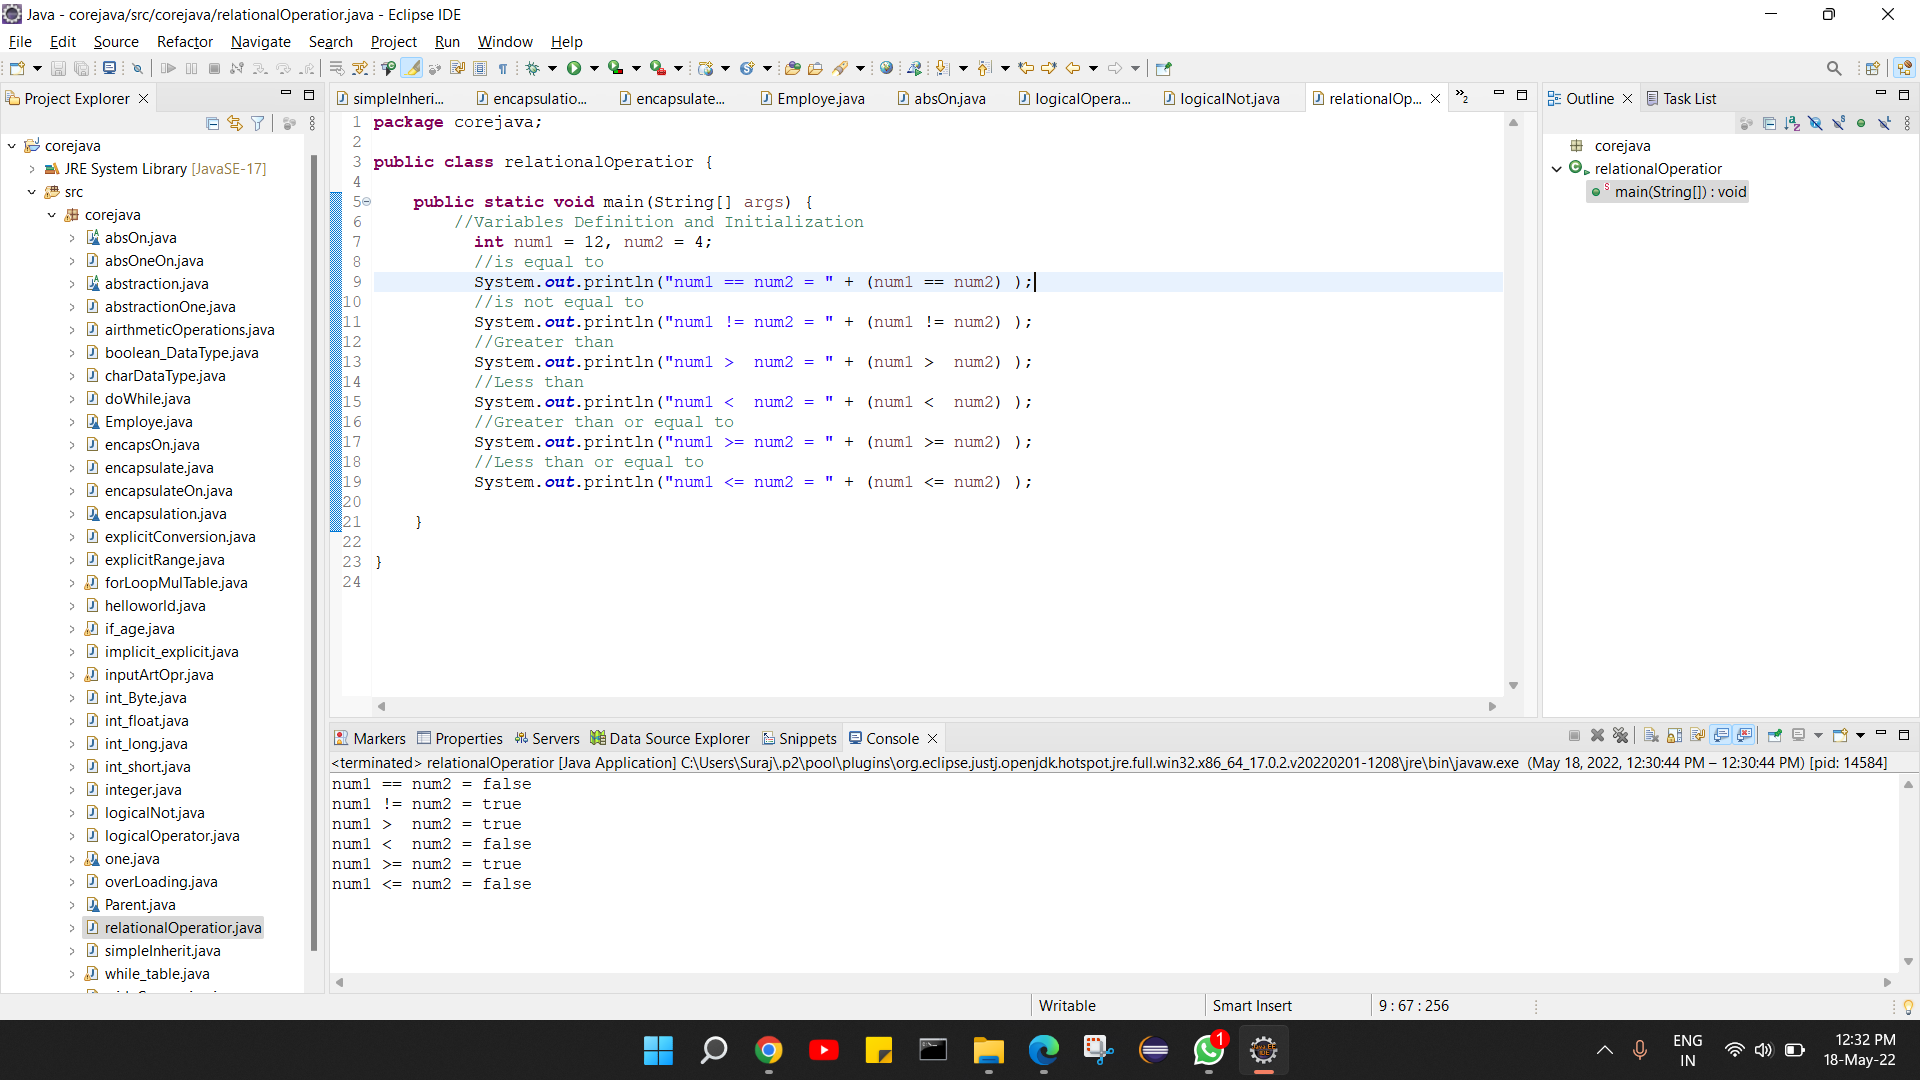 Java - corejava/src/corejava/relationalOperatior.java - Eclipse IDE
File Edit Source Refactor Navigate Search Project Run Window Help
Project Explorer
corejava
JRE System Library [JavaSE-17]
src
corejava
absOn.java
absOneOn.java
abstraction.java
abstractionOne.java
airthmeticOperations.java
boolean_DataType.java
charDataType.java
doWhile.java
Employe.java
encapsOn.java
encapsulate.java
encapsulateOn.java
encapsulation.java
explicitConversion.java
explicitRange.java
forLoopMulTable.java
helloworld.java
if_age.java
implicit_explicit.java
inputArtOpr.java
int_Byte.java
int_float.java
int_long.java
int_short.java
integer.java
logicalNot.java
logicalOperator.java
one.java
overLoading.java
Parent.java
relationalOperatior.java
simpleInherit.java
while_table.java
simpleInheri... encapsulatio... encapsulate... Employe.java absOn.java logicalOpera... logicalNot.java relationalOp... »2
1 package corejava;
2
3 public class relationalOperatior {
4
5 public static void main(String[] args) {
6 //Variables Definition and Initialization
7 int num1 = 12, num2 = 4;
8 //is equal to
9 System.out.println("num1 == num2 = " + (num1 == num2) );
10 //is not equal to
11 System.out.println("num1 != num2 = " + (num1 != num2) );
12 //Greater than
13 System.out.println("num1 >  num2 = " + (num1 >  num2) );
14 //Less than
15 System.out.println("num1 <  num2 = " + (num1 <  num2) );
16 //Greater than or equal to
17 System.out.println("num1 >= num2 = " + (num1 >= num2) );
18 //Less than or equal to
19 System.out.println("num1 <= num2 = " + (num1 <= num2) );
20
21 }
22
23 }
24
Outline Task List
corejava
relationalOperatior
main(String[]) : void
Markers Properties Servers Data Source Explorer Snippets Console
<terminated> relationalOperatior [Java Application] C:\Users\Suraj\.p2\pool\plugins\org.eclipse.justj.openjdk.hotspot.jre.full.win32.x86_64_17.0.2.v20220201-1208\jre\bin\javaw.exe (May 18, 2022, 12:30:44 PM – 12:30:44 PM) [pid: 14584]
num1 == num2 = false
num1 != num2 = true
num1 >  num2 = true
num1 <  num2 = false
num1 >= num2 = true
num1 <= num2 = false
Writable Smart Insert 9 : 67 : 256
1
ENG
IN
12:32 PM
18-May-22